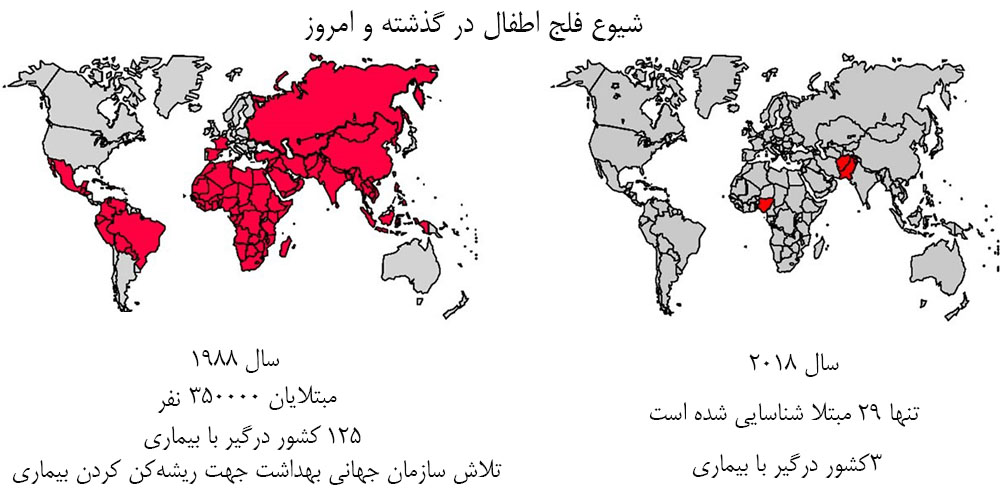 شیوع فلج اطفال در گذشته و امروز
سال ۱۹۸۸
مبتلایان ۳۵۰۰۰۰ نفر
۱۲۵ کشور درگیر با بیماری
تلاش سازمان جهانی بهداشت جهت ریشه‌کن کردن بیماری
سال ۲۰۱۸
تنها ۲۹ مبتلا شناسایی شده است
۳کشور درگیر با بیماری